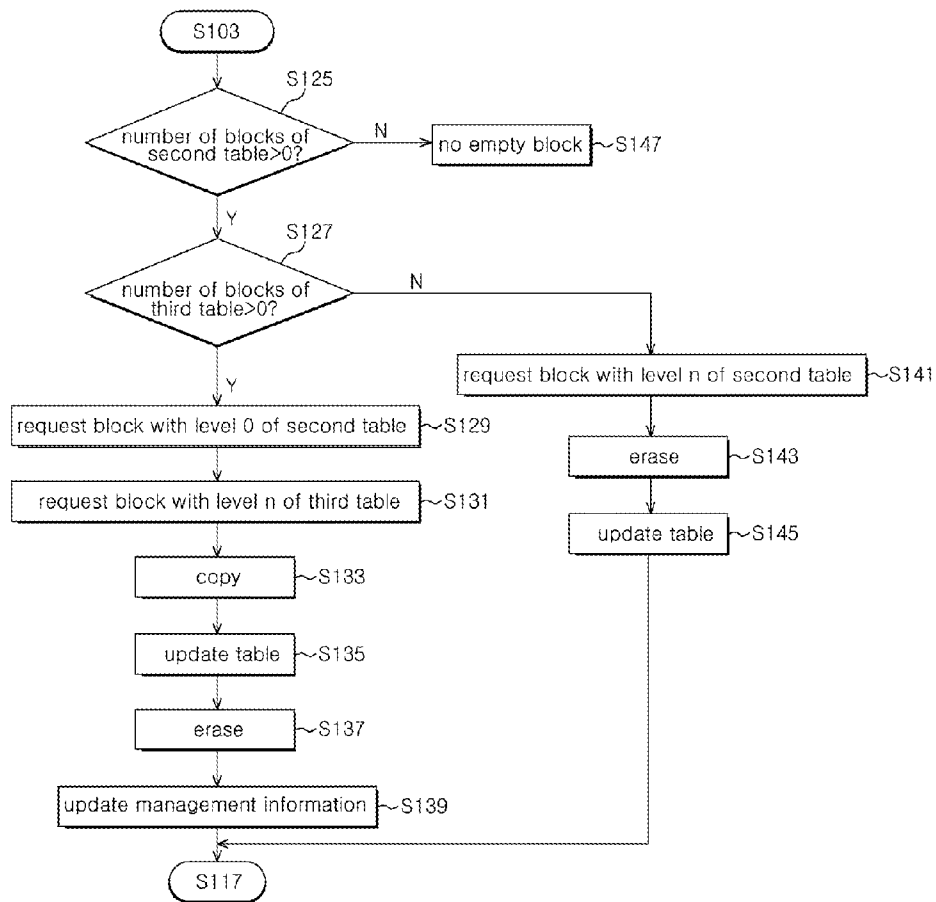 S103
S125
number of blocks of
second table>0?
N
no empty block
S147
Y
S127
number of blocks of
third table>0?
N
Y
request block with level n of second table
S141
request block with level 0 of second table
S129
erase
S143
request block with level n of third table
S131
update table
S145
copy
S133
update table
S135
erase
S137
update management information
S139
S117